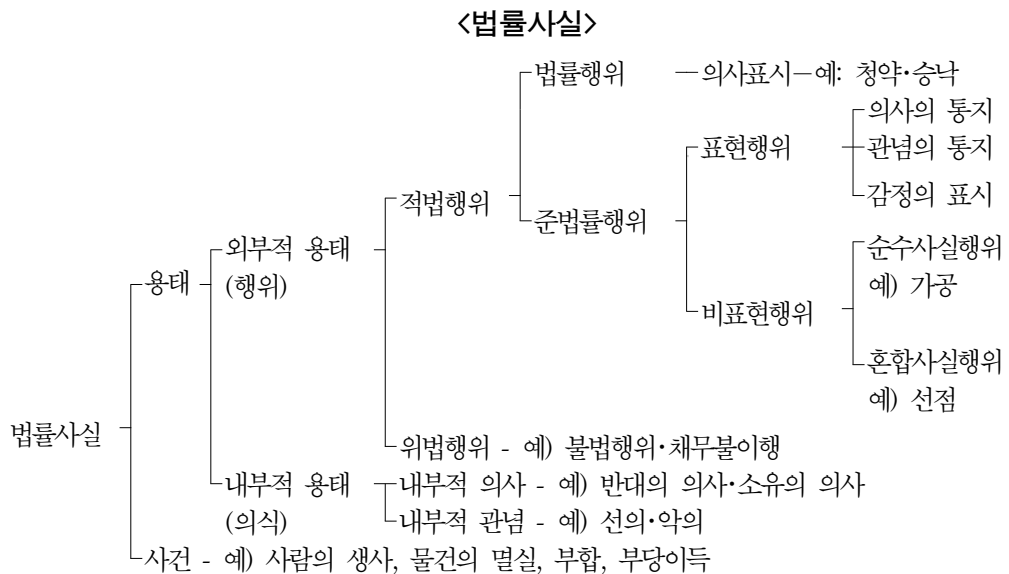 <법률사실>
법률행위 ―의사표시―예: 청약·승낙
의사의 통지
표현행위
관념의 통지
감정의 표시
적법행위
준법률행위
외부적 용태
(행위)
순수사실행위
예) 가공
용태
비표현행위
혼합사실행위
예) 선점
법률사실
위법행위 - 예) 불법행위·채무불이행
내부적 용태
(의식)
내부적 의사 - 예) 반대의 의사·소유의 의사
내부적 관념 - 예) 선의·악의
사건 - 예) 사람의 생사, 물건의 멸실, 부합, 부당이득